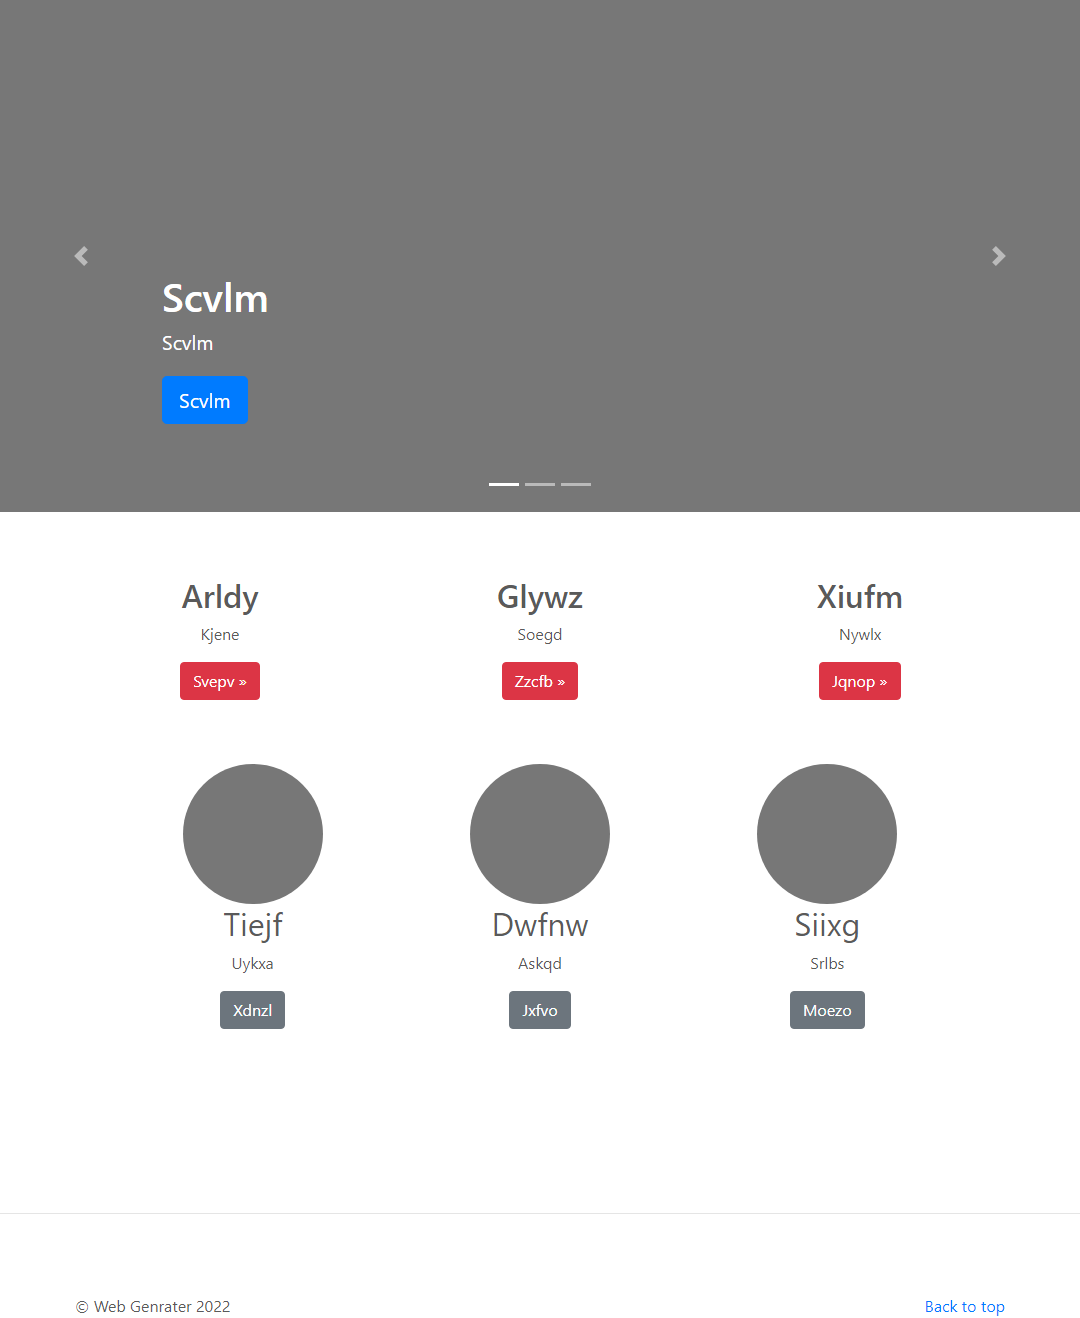 Scvlm
Scvlm
Scvlm
Arldy
Glywz
Xiufm
Kjene
Soegd
Nywlx
Svepv »
Zzcfb »
Jqnop »
Tiejf
Dwfnw
Siixg
Uykxa
Askqd
Srlbs
Xdnzl
Jxfvo
Moezo
© Web Genrater 2022
Back to top